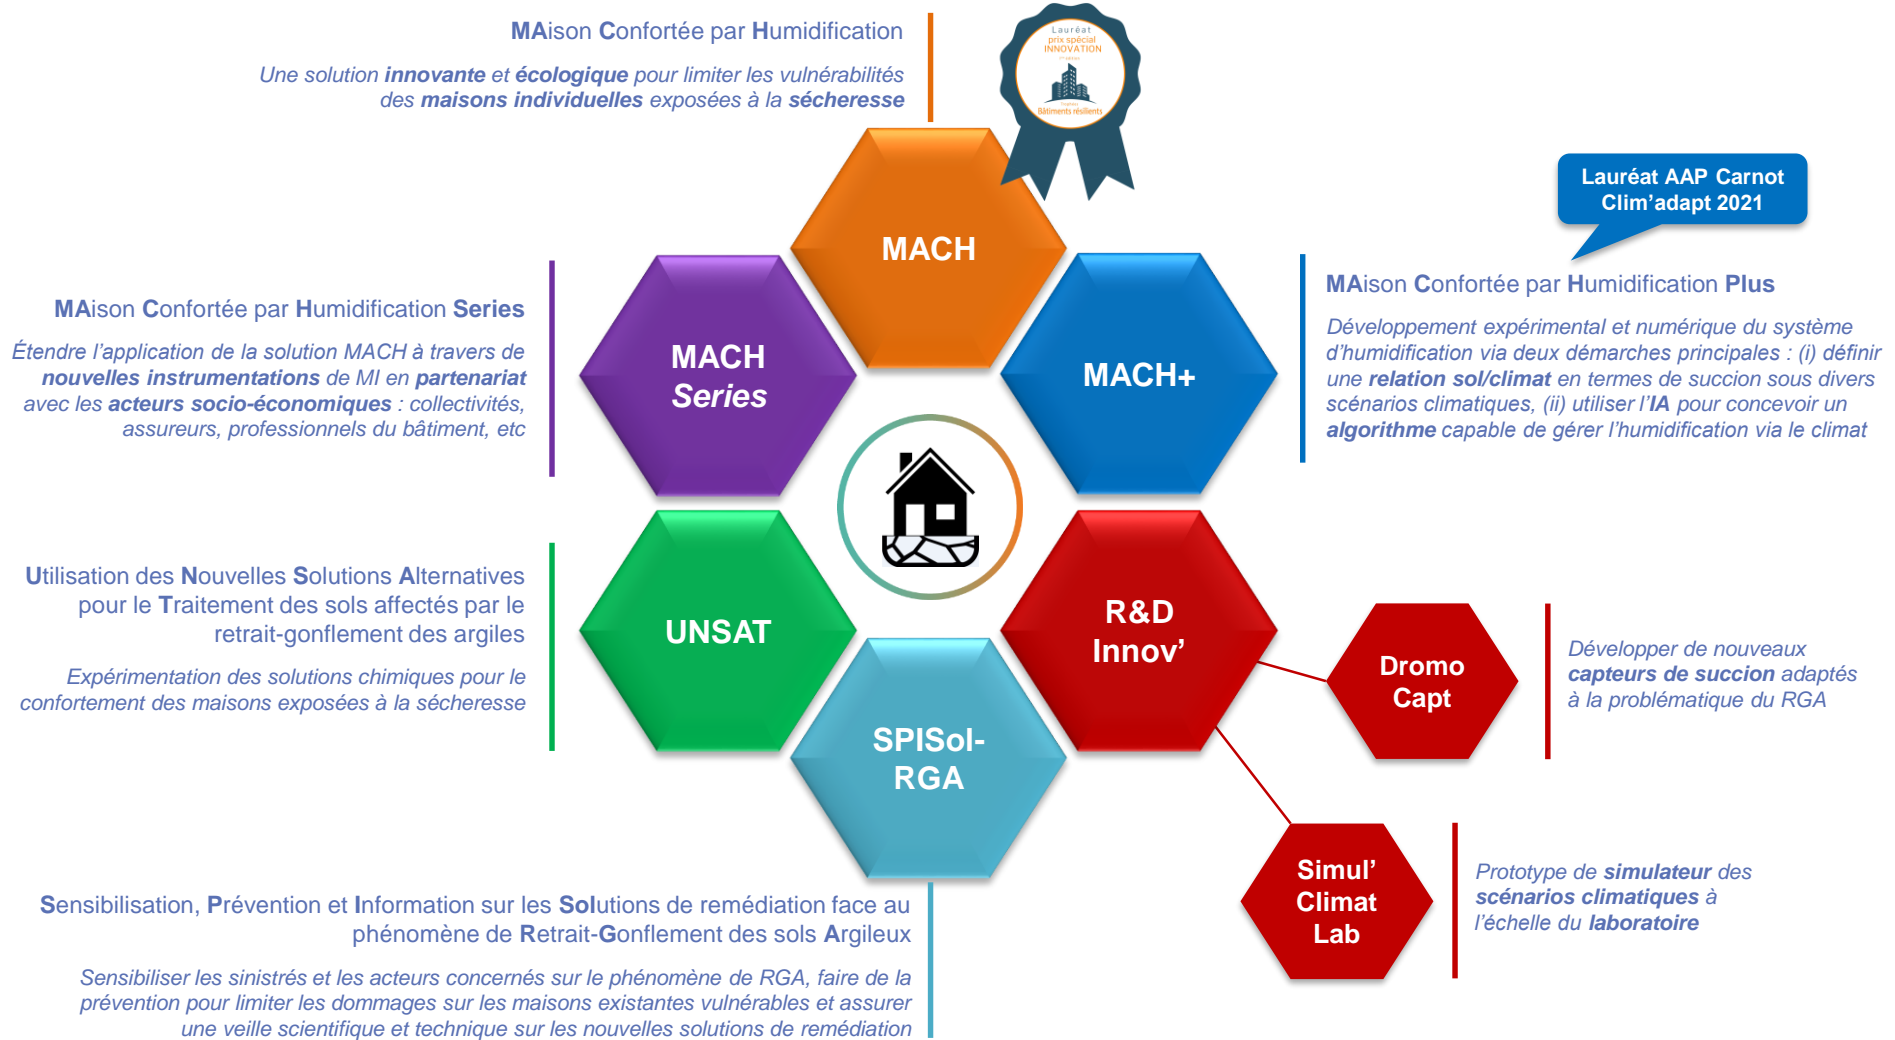 MAison Confortée par Humidification
Une solution innovante et écologique pour limiter les vulnérabilités
des maisons individuelles exposées à la sécheresse
Lauréat
prix spécial
INNOVATION
Bâtiments résilients
MACH
Lauréat AAP Carnot
Clim’adapt 2021
MAison Confortée par Humidification Series
Étendre l’application de la solution MACH à travers de
nouvelles instrumentations de MI en partenariat
avec les acteurs socio-économiques : collectivités,
assureurs, professionnels du bâtiment, etc
MACH
Series
MACH+
MAison Confortée par Humidification Plus
Développement expérimental et numérique du système
d’humidification via deux démarches principales : (i) définir
une relation sol/climat en termes de succion sous divers
scénarios climatiques, (ii) utiliser l’IA pour concevoir un
algorithme capable de gérer l’humidification via le climat
Utilisation des Nouvelles Solutions Alternatives
pour le Traitement des sols affectés par le
retrait-gonflement des argiles
Expérimentation des solutions chimiques pour le
confortement des maisons exposées à la sécheresse
UNSAT
R&D
Innov’
Dromo
Capt
Développer de nouveaux
capteurs de succion adaptés
à la problématique du RGA
SPISol-
RGA
Simul’
Climat
Lab
Prototype de simulateur des
scénarios climatiques à
l’échelle du laboratoire
Sensibilisation, Prévention et Information sur les Solutions de remédiation face au
phénomène de Retrait-Gonflement des sols Argileux
Sensibiliser les sinistrés et les acteurs concernés sur le phénomène de RGA, faire de la
prévention pour limiter les dommages sur les maisons existantes vulnérables et assurer
une veille scientifique et technique sur les nouvelles solutions de remédiation